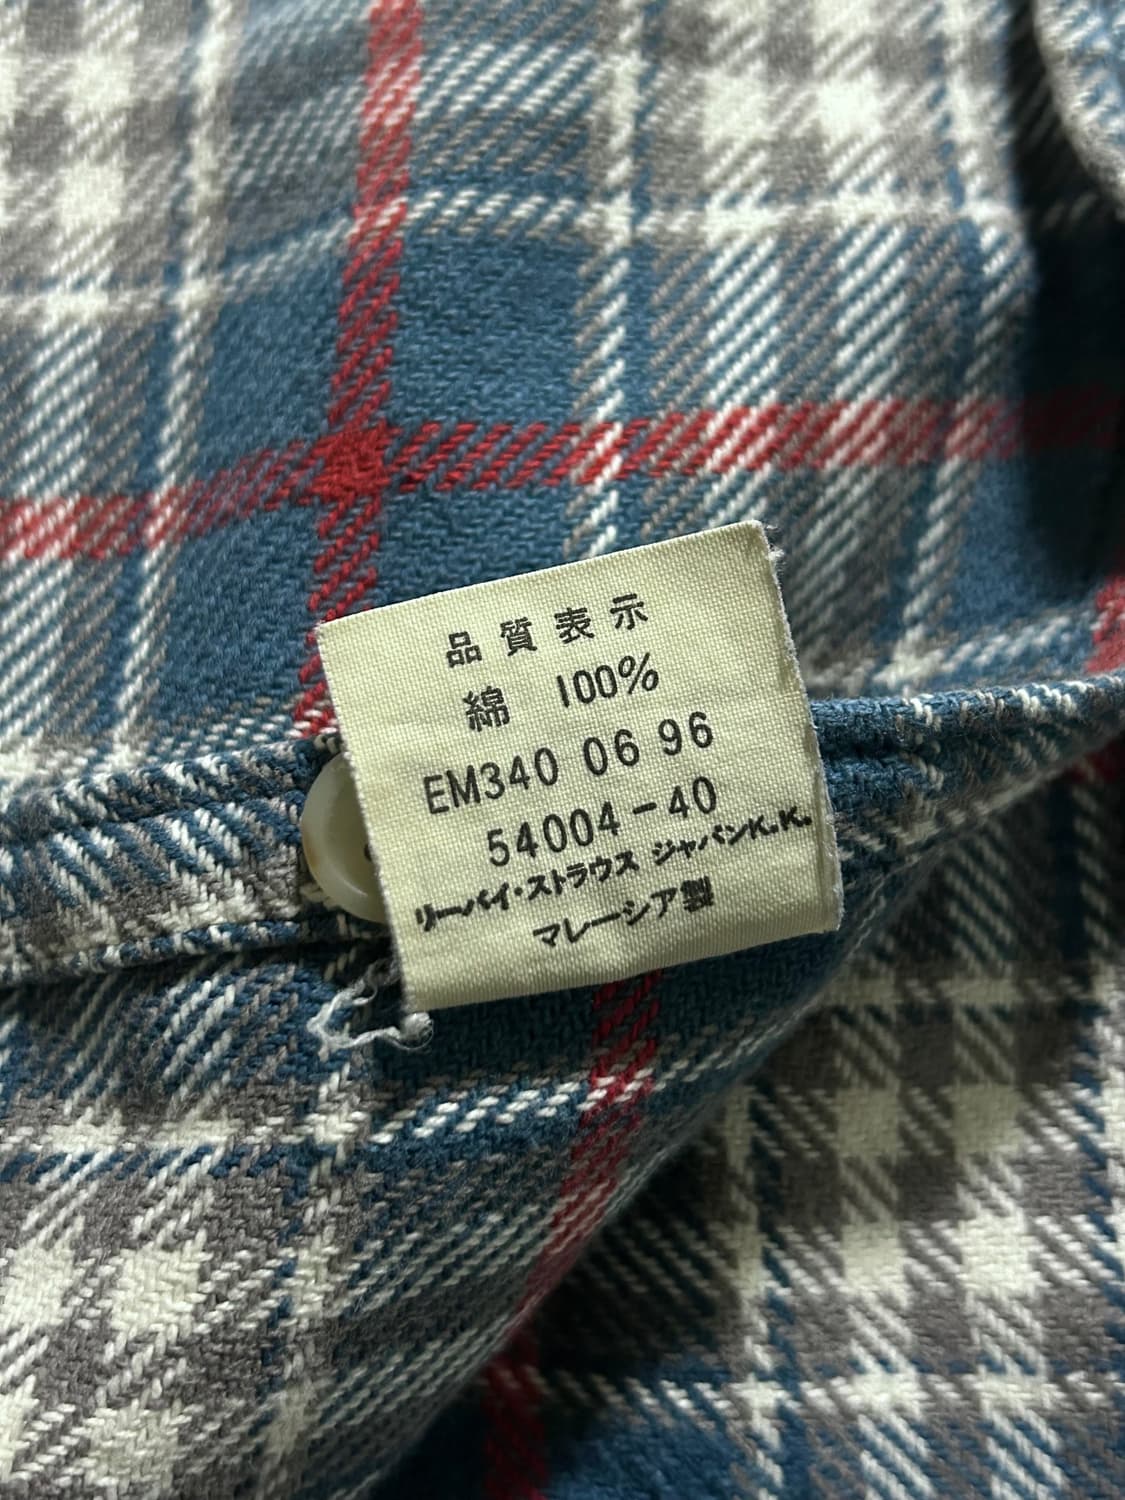 品質表示
綿 100%
EM340 06 96
54004-40
リーバイ・ストラウス ジャパンK.K.
マレーシア製